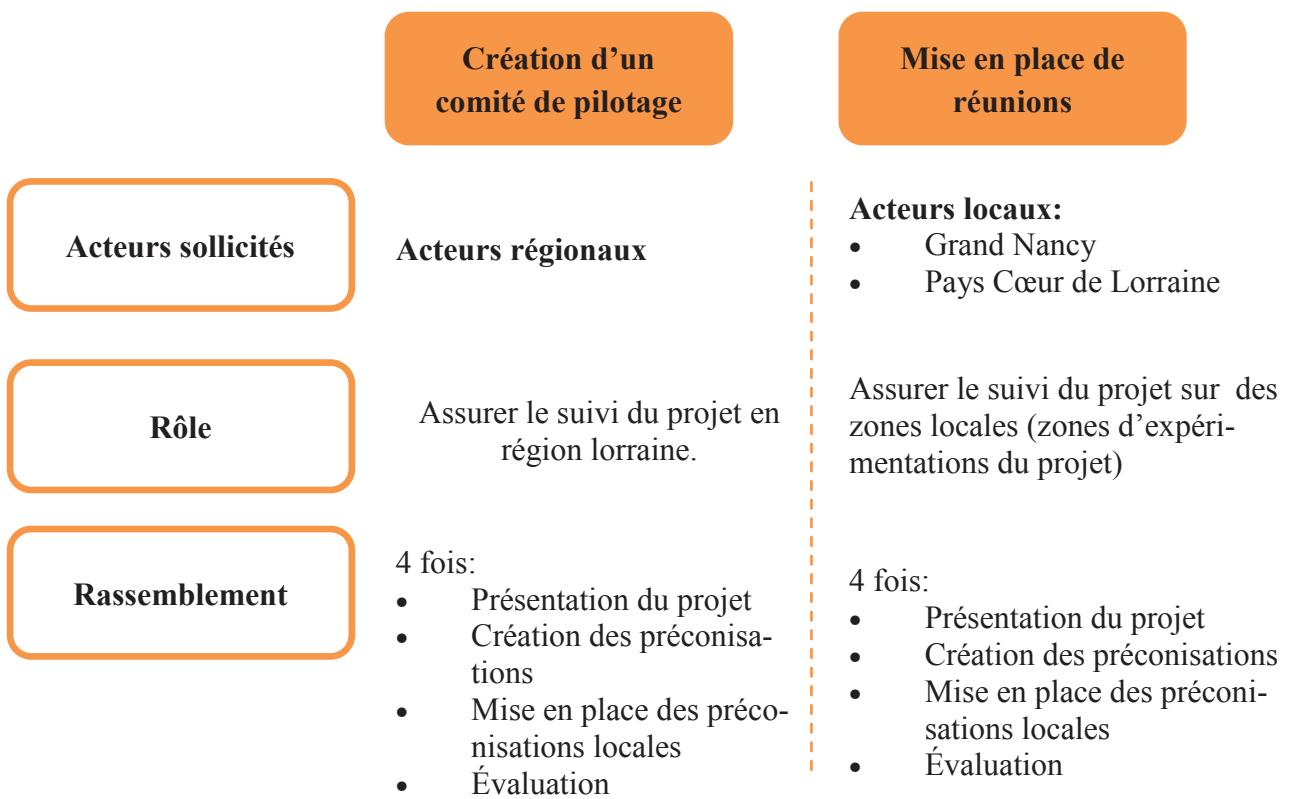 Création d’un
comité de pilotage
Mise en place de
réunions
Acteurs sollicités
Acteurs régionaux
Acteurs locaux:
• Grand Nancy
• Pays Cœur de Lorraine
Rôle
Assurer le suivi du projet en
région lorraine.
Assurer le suivi du projet sur des
zones locales (zones d’expéri-
mentations du projet)
Rassemblement
4 fois:
• Présentation du projet
• Création des préconisa-
tions
• Mise en place des préco-
nisations locales
• Évaluation
4 fois:
• Présentation du projet
• Création des préconisations
• Mise en place des préconi-
sations locales
• Évaluation